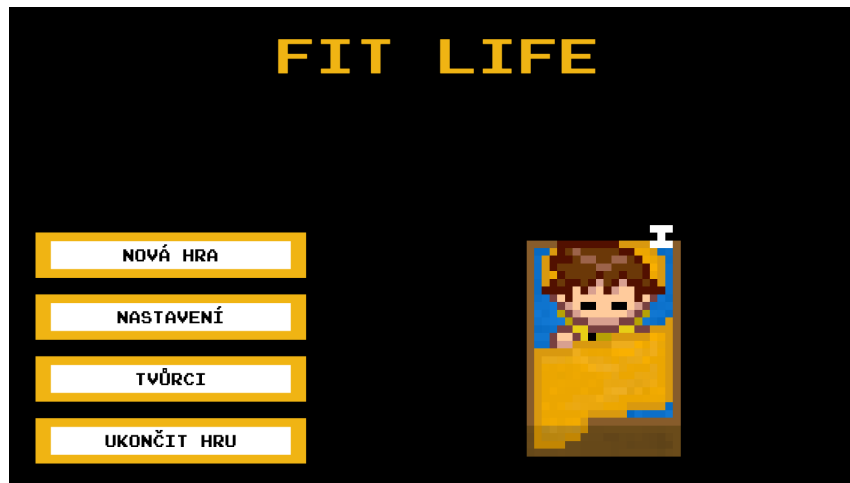 FIT LIFE
NOVÁ HRA
NASTAVENÍ
TVŮRCI
UKONČIT HRU